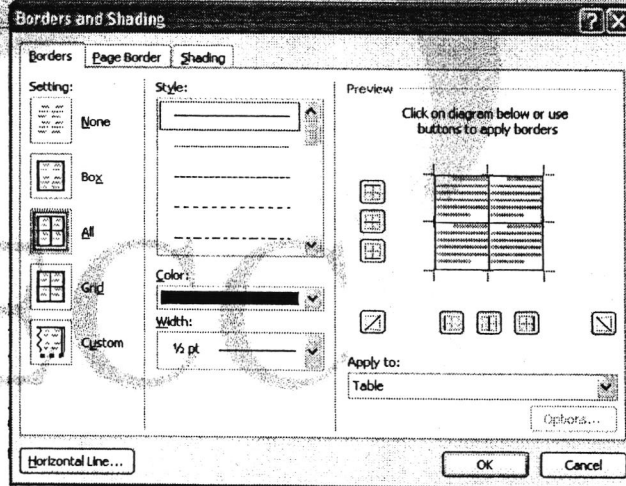 Borders and Shading
Borders
Page Border
Shading
Setting:
None
Box
All
Grid
Custom
Style:
Color:
Width:
½ pt
Preview
Click on diagram below or use
buttons to apply borders
Apply to:
Table
Options...
Horizontal Line...
OK
Cancel